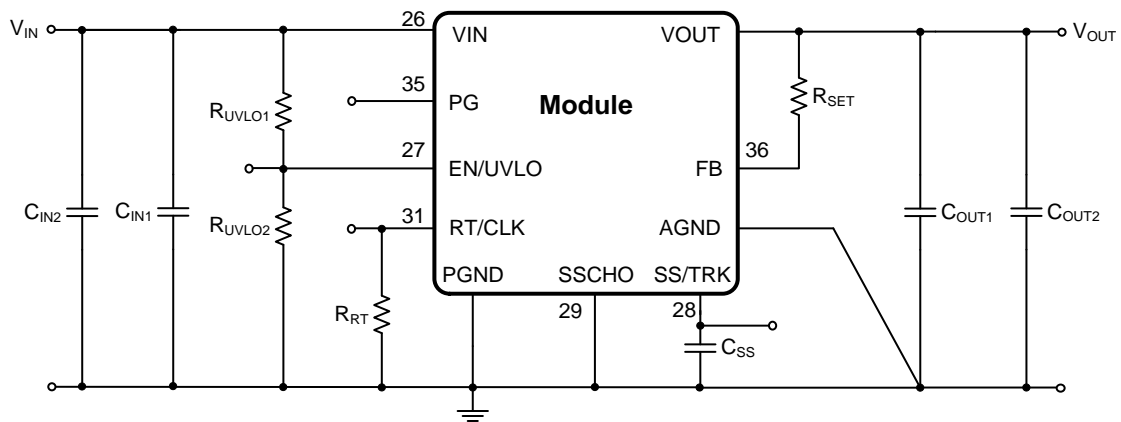 V_IN
26
VIN
VOUT
V_OUT
35
PG
Module
R_UVLO1
R_SET
27
EN/UVLO
36
FB
C_IN2
C_IN1
R_UVLO2
31
RT/CLK
AGND
C_OUT1
C_OUT2
PGND
SSCHO
SS/TRK
R_RT
29
28
C_SS